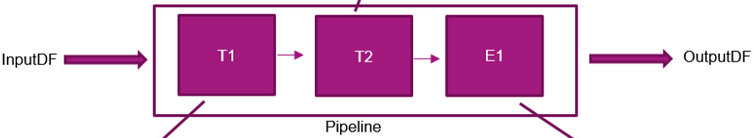 InputDF
T1
T2
E1
OutputDF
Pipeline